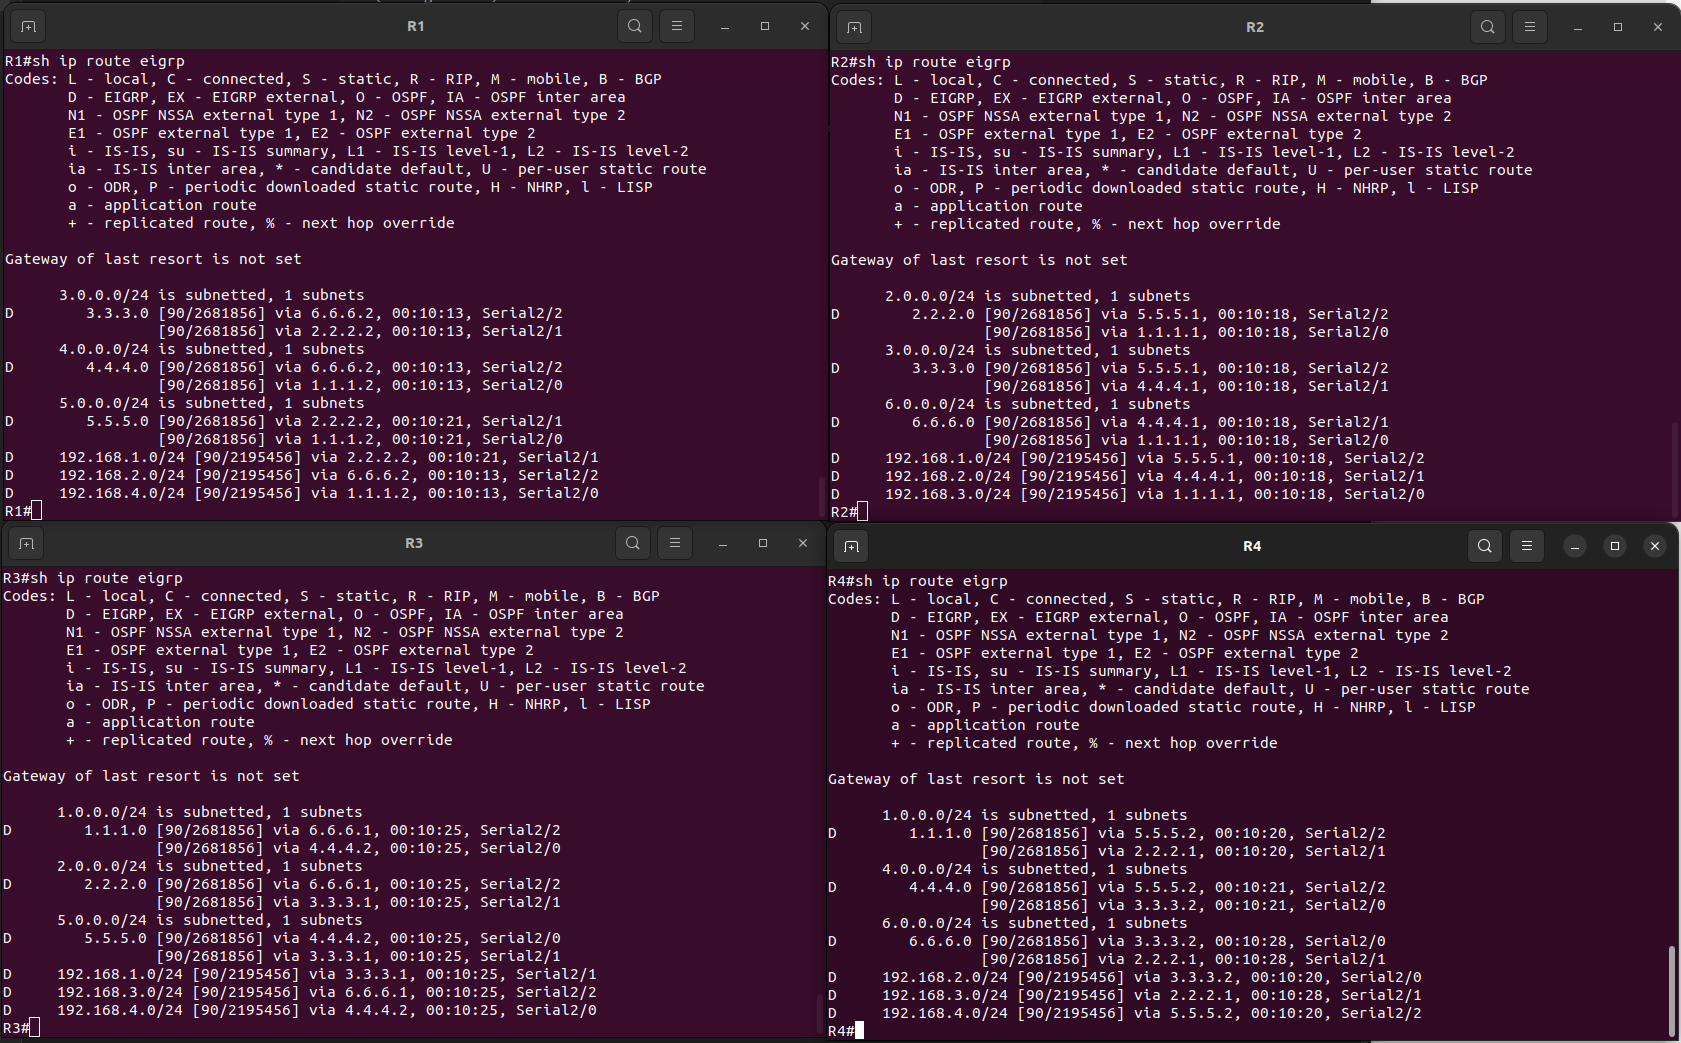 R1
R1#sh ip route eigrp
Codes: L - local, C - connected, S - static, R - RIP, M - mobile, B - BGP
       D - EIGRP, EX - EIGRP external, O - OSPF, IA - OSPF inter area
       N1 - OSPF NSSA external type 1, N2 - OSPF NSSA external type 2
       E1 - OSPF external type 1, E2 - OSPF external type 2
       i - IS-IS, su - IS-IS summary, L1 - IS-IS level-1, L2 - IS-IS level-2
       ia - IS-IS inter area, * - candidate default, U - per-user static route
       o - ODR, P - periodic downloaded static route, H - NHRP, l - LISP
       a - application route
       + - replicated route, % - next hop override
Gateway of last resort is not set
      3.0.0.0/24 is subnetted, 1 subnets
D        3.3.3.0 [90/2681856] via 6.6.6.2, 00:10:13, Serial2/2
                 [90/2681856] via 2.2.2.2, 00:10:13, Serial2/1
      4.0.0.0/24 is subnetted, 1 subnets
D        4.4.4.0 [90/2681856] via 6.6.6.2, 00:10:13, Serial2/2
                 [90/2681856] via 1.1.1.2, 00:10:13, Serial2/0
      5.0.0.0/24 is subnetted, 1 subnets
D        5.5.5.0 [90/2681856] via 2.2.2.2, 00:10:21, Serial2/1
                 [90/2681856] via 1.1.1.2, 00:10:21, Serial2/0
D     192.168.1.0/24 [90/2195456] via 2.2.2.2, 00:10:21, Serial2/1
D     192.168.2.0/24 [90/2195456] via 6.6.6.2, 00:10:13, Serial2/2
D     192.168.4.0/24 [90/2195456] via 1.1.1.2, 00:10:13, Serial2/0
R1#
R2
R2#sh ip route eigrp
Codes: L - local, C - connected, S - static, R - RIP, M - mobile, B - BGP
       D - EIGRP, EX - EIGRP external, O - OSPF, IA - OSPF inter area
       N1 - OSPF NSSA external type 1, N2 - OSPF NSSA external type 2
       E1 - OSPF external type 1, E2 - OSPF external type 2
       i - IS-IS, su - IS-IS summary, L1 - IS-IS level-1, L2 - IS-IS level-2
       ia - IS-IS inter area, * - candidate default, U - per-user static route
       o - ODR, P - periodic downloaded static route, H - NHRP, l - LISP
       a - application route
       + - replicated route, % - next hop override
Gateway of last resort is not set
      2.0.0.0/24 is subnetted, 1 subnets
D        2.2.2.0 [90/2681856] via 5.5.5.1, 00:10:18, Serial2/2
                 [90/2681856] via 1.1.1.1, 00:10:18, Serial2/0
      3.0.0.0/24 is subnetted, 1 subnets
D        3.3.3.0 [90/2681856] via 5.5.5.1, 00:10:18, Serial2/2
                 [90/2681856] via 4.4.4.1, 00:10:18, Serial2/1
      6.0.0.0/24 is subnetted, 1 subnets
D        6.6.6.0 [90/2681856] via 4.4.4.1, 00:10:18, Serial2/1
                 [90/2681856] via 1.1.1.1, 00:10:18, Serial2/0
D     192.168.1.0/24 [90/2195456] via 5.5.5.1, 00:10:18, Serial2/2
D     192.168.2.0/24 [90/2195456] via 4.4.4.1, 00:10:18, Serial2/1
D     192.168.3.0/24 [90/2195456] via 1.1.1.1, 00:10:18, Serial2/0
R2#
R3
R3#sh ip route eigrp
Codes: L - local, C - connected, S - static, R - RIP, M - mobile, B - BGP
       D - EIGRP, EX - EIGRP external, O - OSPF, IA - OSPF inter area
       N1 - OSPF NSSA external type 1, N2 - OSPF NSSA external type 2
       E1 - OSPF external type 1, E2 - OSPF external type 2
       i - IS-IS, su - IS-IS summary, L1 - IS-IS level-1, L2 - IS-IS level-2
       ia - IS-IS inter area, * - candidate default, U - per-user static route
       o - ODR, P - periodic downloaded static route, H - NHRP, l - LISP
       a - application route
       + - replicated route, % - next hop override
Gateway of last resort is not set
      1.0.0.0/24 is subnetted, 1 subnets
D        1.1.1.0 [90/2681856] via 6.6.6.1, 00:10:25, Serial2/2
                 [90/2681856] via 4.4.4.2, 00:10:25, Serial2/0
      2.0.0.0/24 is subnetted, 1 subnets
D        2.2.2.0 [90/2681856] via 6.6.6.1, 00:10:25, Serial2/2
                 [90/2681856] via 3.3.3.1, 00:10:25, Serial2/1
      5.0.0.0/24 is subnetted, 1 subnets
D        5.5.5.0 [90/2681856] via 4.4.4.2, 00:10:25, Serial2/0
                 [90/2681856] via 3.3.3.1, 00:10:25, Serial2/1
D     192.168.1.0/24 [90/2195456] via 3.3.3.1, 00:10:25, Serial2/1
D     192.168.3.0/24 [90/2195456] via 6.6.6.1, 00:10:25, Serial2/2
D     192.168.4.0/24 [90/2195456] via 4.4.4.2, 00:10:25, Serial2/0
R3#
R4
R4#sh ip route eigrp
Codes: L - local, C - connected, S - static, R - RIP, M - mobile, B - BGP
       D - EIGRP, EX - EIGRP external, O - OSPF, IA - OSPF inter area
       N1 - OSPF NSSA external type 1, N2 - OSPF NSSA external type 2
       E1 - OSPF external type 1, E2 - OSPF external type 2
       i - IS-IS, su - IS-IS summary, L1 - IS-IS level-1, L2 - IS-IS level-2
       ia - IS-IS inter area, * - candidate default, U - per-user static route
       o - ODR, P - periodic downloaded static route, H - NHRP, l - LISP
       a - application route
       + - replicated route, % - next hop override
Gateway of last resort is not set
      1.0.0.0/24 is subnetted, 1 subnets
D        1.1.1.0 [90/2681856] via 5.5.5.2, 00:10:20, Serial2/2
                 [90/2681856] via 2.2.2.1, 00:10:20, Serial2/1
      4.0.0.0/24 is subnetted, 1 subnets
D        4.4.4.0 [90/2681856] via 5.5.5.2, 00:10:21, Serial2/2
                 [90/2681856] via 3.3.3.2, 00:10:21, Serial2/0
      6.0.0.0/24 is subnetted, 1 subnets
D        6.6.6.0 [90/2681856] via 3.3.3.2, 00:10:28, Serial2/0
                 [90/2681856] via 2.2.2.1, 00:10:28, Serial2/1
D     192.168.2.0/24 [90/2195456] via 3.3.3.2, 00:10:20, Serial2/0
D     192.168.3.0/24 [90/2195456] via 2.2.2.1, 00:10:28, Serial2/1
D     192.168.4.0/24 [90/2195456] via 5.5.5.2, 00:10:20, Serial2/2
R4#